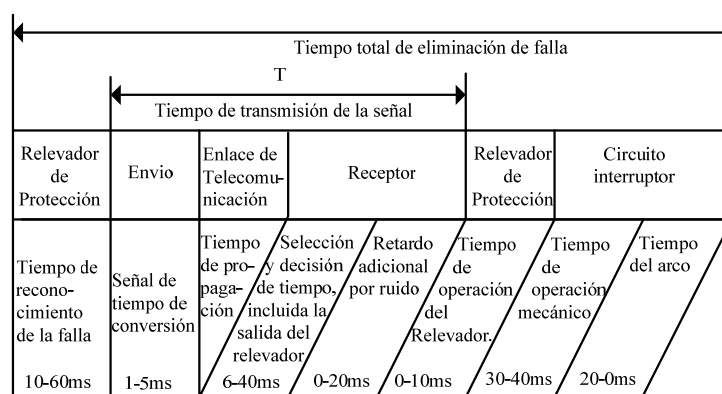 Tiempo total de eliminación de falla
T
Tiempo de transmisión de la señal
Relevador
de
Protección
Envio
Enlace de
Telecomu-
nicación
Receptor
Relevador
de
Protección
Circuito
interruptor
Tiempo de
recono-
cimiento
de la falla
Señal de
tiempo de
conversión
Tiempo
de pro-
paga-
ción
Selección
y decisión
de tiempo,
incluida la
salida del
relevador
Retardo
adicional
por ruido
Tiempo
de
operación
del
Relevador.
Tiempo
de
operación
mecánico
Tiempo
del arco
10-60ms
1-5ms
6-40ms
0-20ms
0-10ms
30-40ms
20-0ms